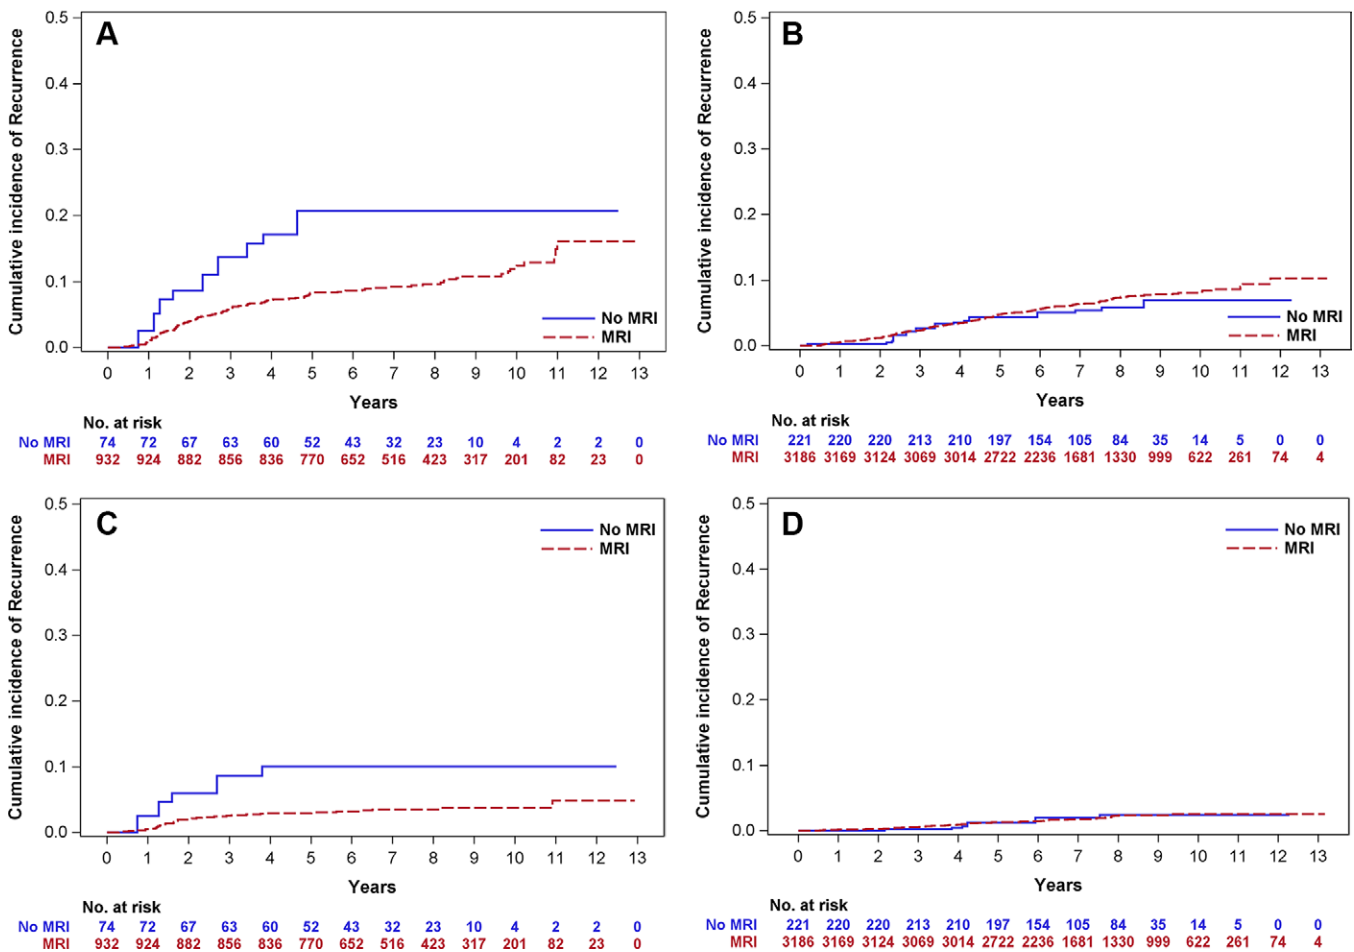 A
Cumulative incidence of Recurrence
0.5
0.4
0.3
0.2
0.1
0.0
No MRI
MRI
0 1 2 3 4 5 6 7 8 9 10 11 12 13
Years
No. at risk
No MRI 74 72 67 63 60 52 43 32 23 10 4 2 2 0
MRI 932 924 882 856 836 770 652 516 423 317 201 82 23 0
B
Cumulative incidence of Recurrence
0.5
0.4
0.3
0.2
0.1
0.0
No MRI
MRI
0 1 2 3 4 5 6 7 8 9 10 11 12 13
Years
No. at risk
No MRI 221 220 220 213 210 197 154 105 84 35 14 5 0 0
MRI 3186 3169 3124 3069 3014 2722 2236 1681 1330 999 622 261 74 4
C
Cumulative incidence of Recurrence
0.5
0.4
0.3
0.2
0.1
0.0
No MRI
MRI
0 1 2 3 4 5 6 7 8 9 10 11 12 13
Years
No. at risk
No MRI 74 72 67 63 60 52 43 32 23 10 4 2 2 0
MRI 932 924 882 856 836 770 652 516 423 317 201 82 23 0
D
Cumulative incidence of Recurrence
0.5
0.4
0.3
0.2
0.1
0.0
No MRI
MRI
0 1 2 3 4 5 6 7 8 9 10 11 12 13
Years
No. at risk
No MRI 221 220 220 213 210 197 154 105 84 35 14 5 0 0
MRI 3186 3169 3124 3069 3014 2722 2236 1681 1330 999 622 261 74 4